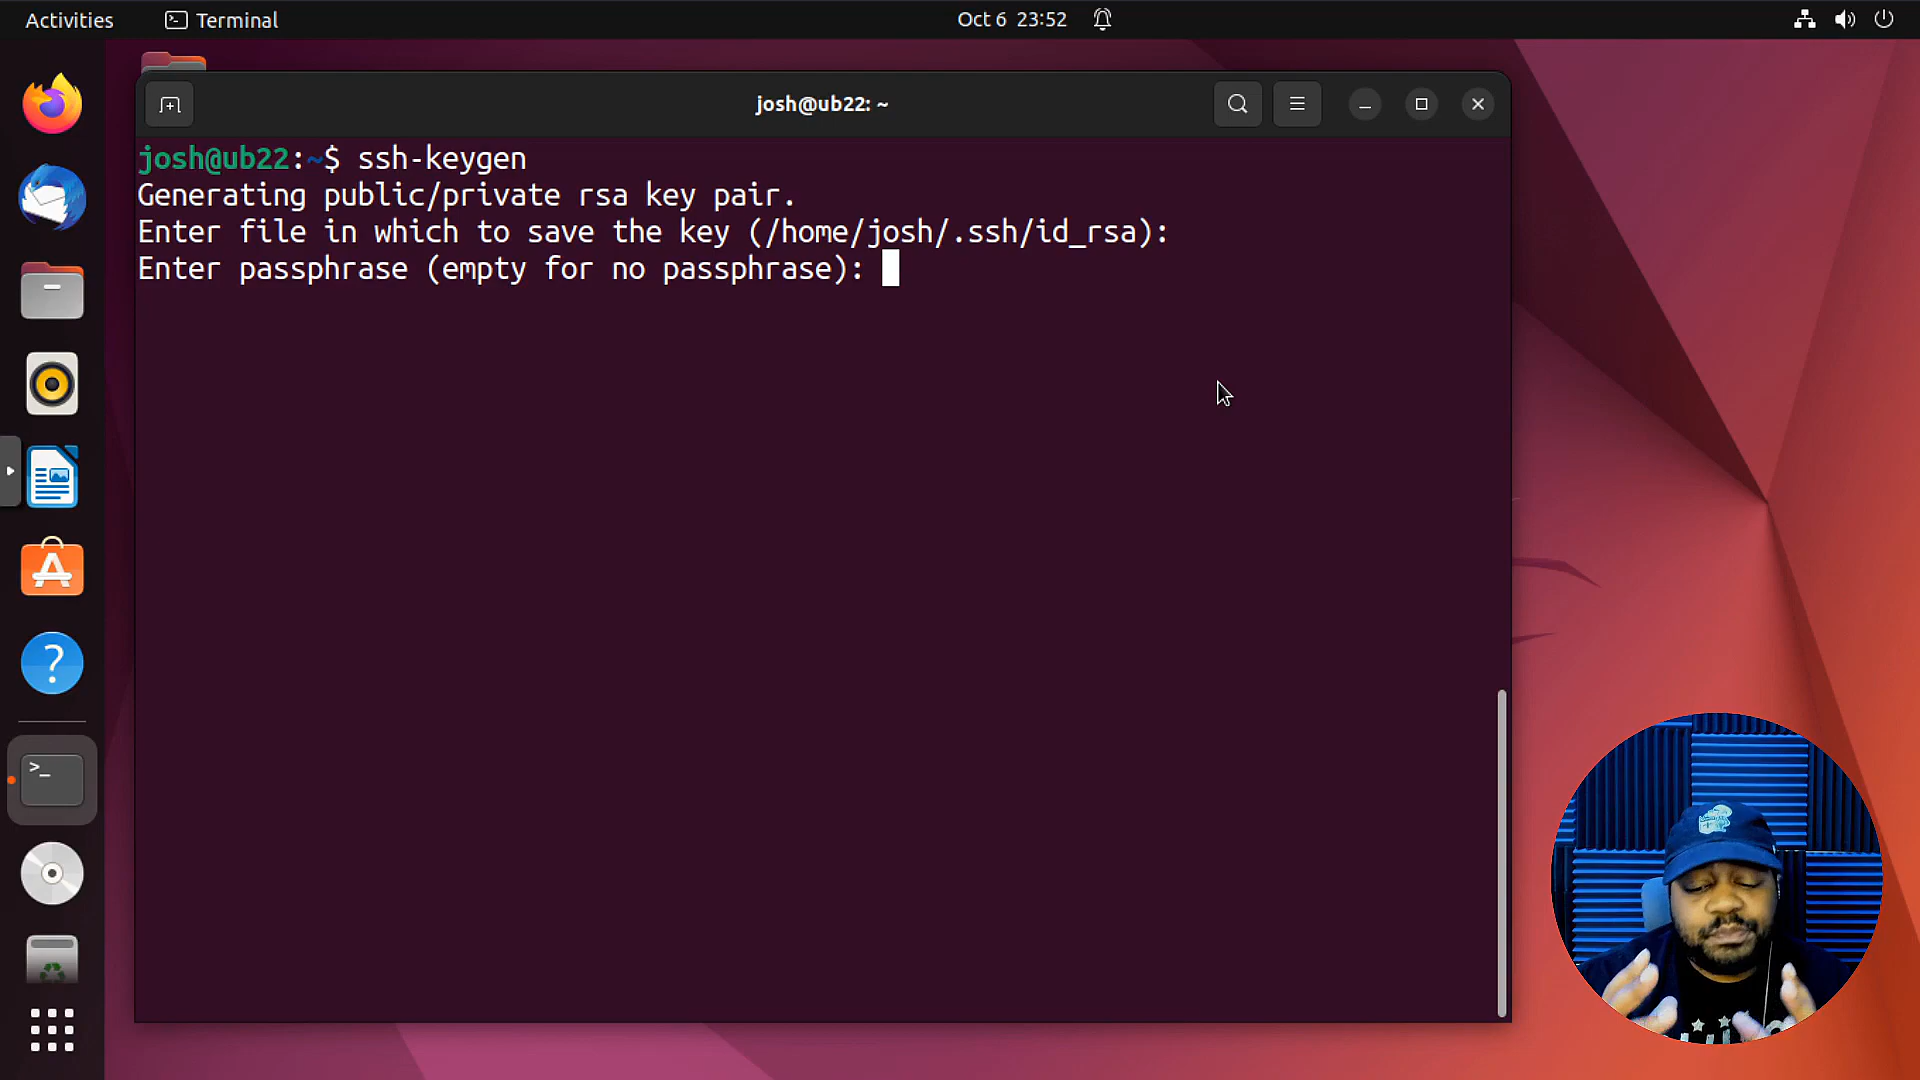 Activities
Terminal
Oct 6 23:52
josh@ub22: ~
josh@ub22:~$ ssh-keygen
Generating public/private rsa key pair.
Enter file in which to save the key (/home/josh/.ssh/id_rsa):
Enter passphrase (empty for no passphrase):